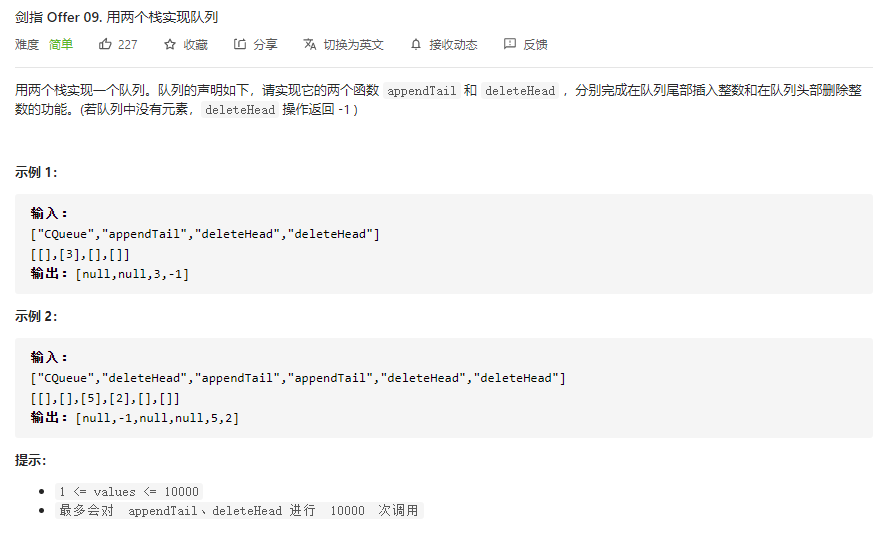 剑指 Offer 09. 用两个栈实现队列
难度 简单 227 收藏 分享 切换为英文 接收动态 反馈
用两个栈实现一个队列。队列的声明如下，请实现它的两个函数 appendTail 和 deleteHead ，分别完成在队列尾部插入整数和在队列头部删除整
数的功能。(若队列中没有元素，deleteHead 操作返回 -1 )
示例 1：
输入：
["CQueue","appendTail","deleteHead","deleteHead"]
[[],[3],[],[]]
输出：[null,null,3,-1]
示例 2：
输入：
["CQueue","deleteHead","appendTail","appendTail","deleteHead","deleteHead"]
[[],[],[5],[2],[],[]]
输出：[null,-1,null,null,5,2]
提示：
1 <= values <= 10000
最多会对 appendTail、deleteHead 进行 10000 次调用